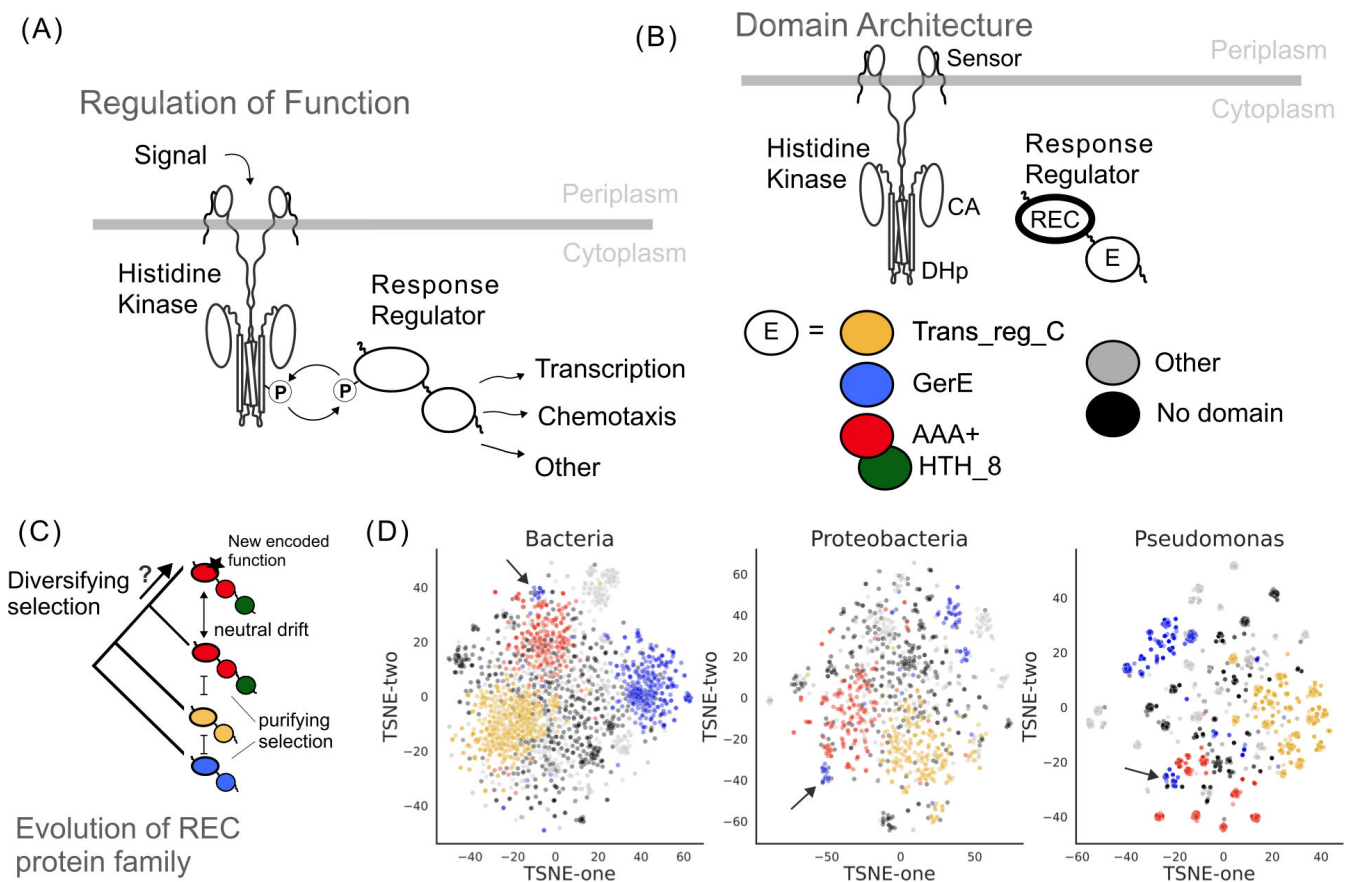 (A)
Regulation of Function
Signal
Periplasm
Cytoplasm
Histidine
Kinase
Response
Regulator
P
P
Transcription
Chemotaxis
Other
(B)
Domain Architecture
Sensor
Periplasm
Cytoplasm
Histidine
Kinase
Response
Regulator
CA
REC
E
DHp
E = Trans_reg_C
GerE
AAA+
HTH_8
Other
No domain
(C)
New encoded
function
?
Diversifying
selection
neutral drift
purifying
selection
Evolution of REC
protein family
(D)
Bacteria
TSNE-two
40
20
0
−20
−40
−40
−20
0
20
40
60
TSNE-one
Proteobacteria
TSNE-two
60
40
20
0
−20
−40
−60
−50
0
50
TSNE-one
Pseudomonas
TSNE-two
40
20
0
−20
−40
−60
−40
−20
0
20
40
TSNE-one